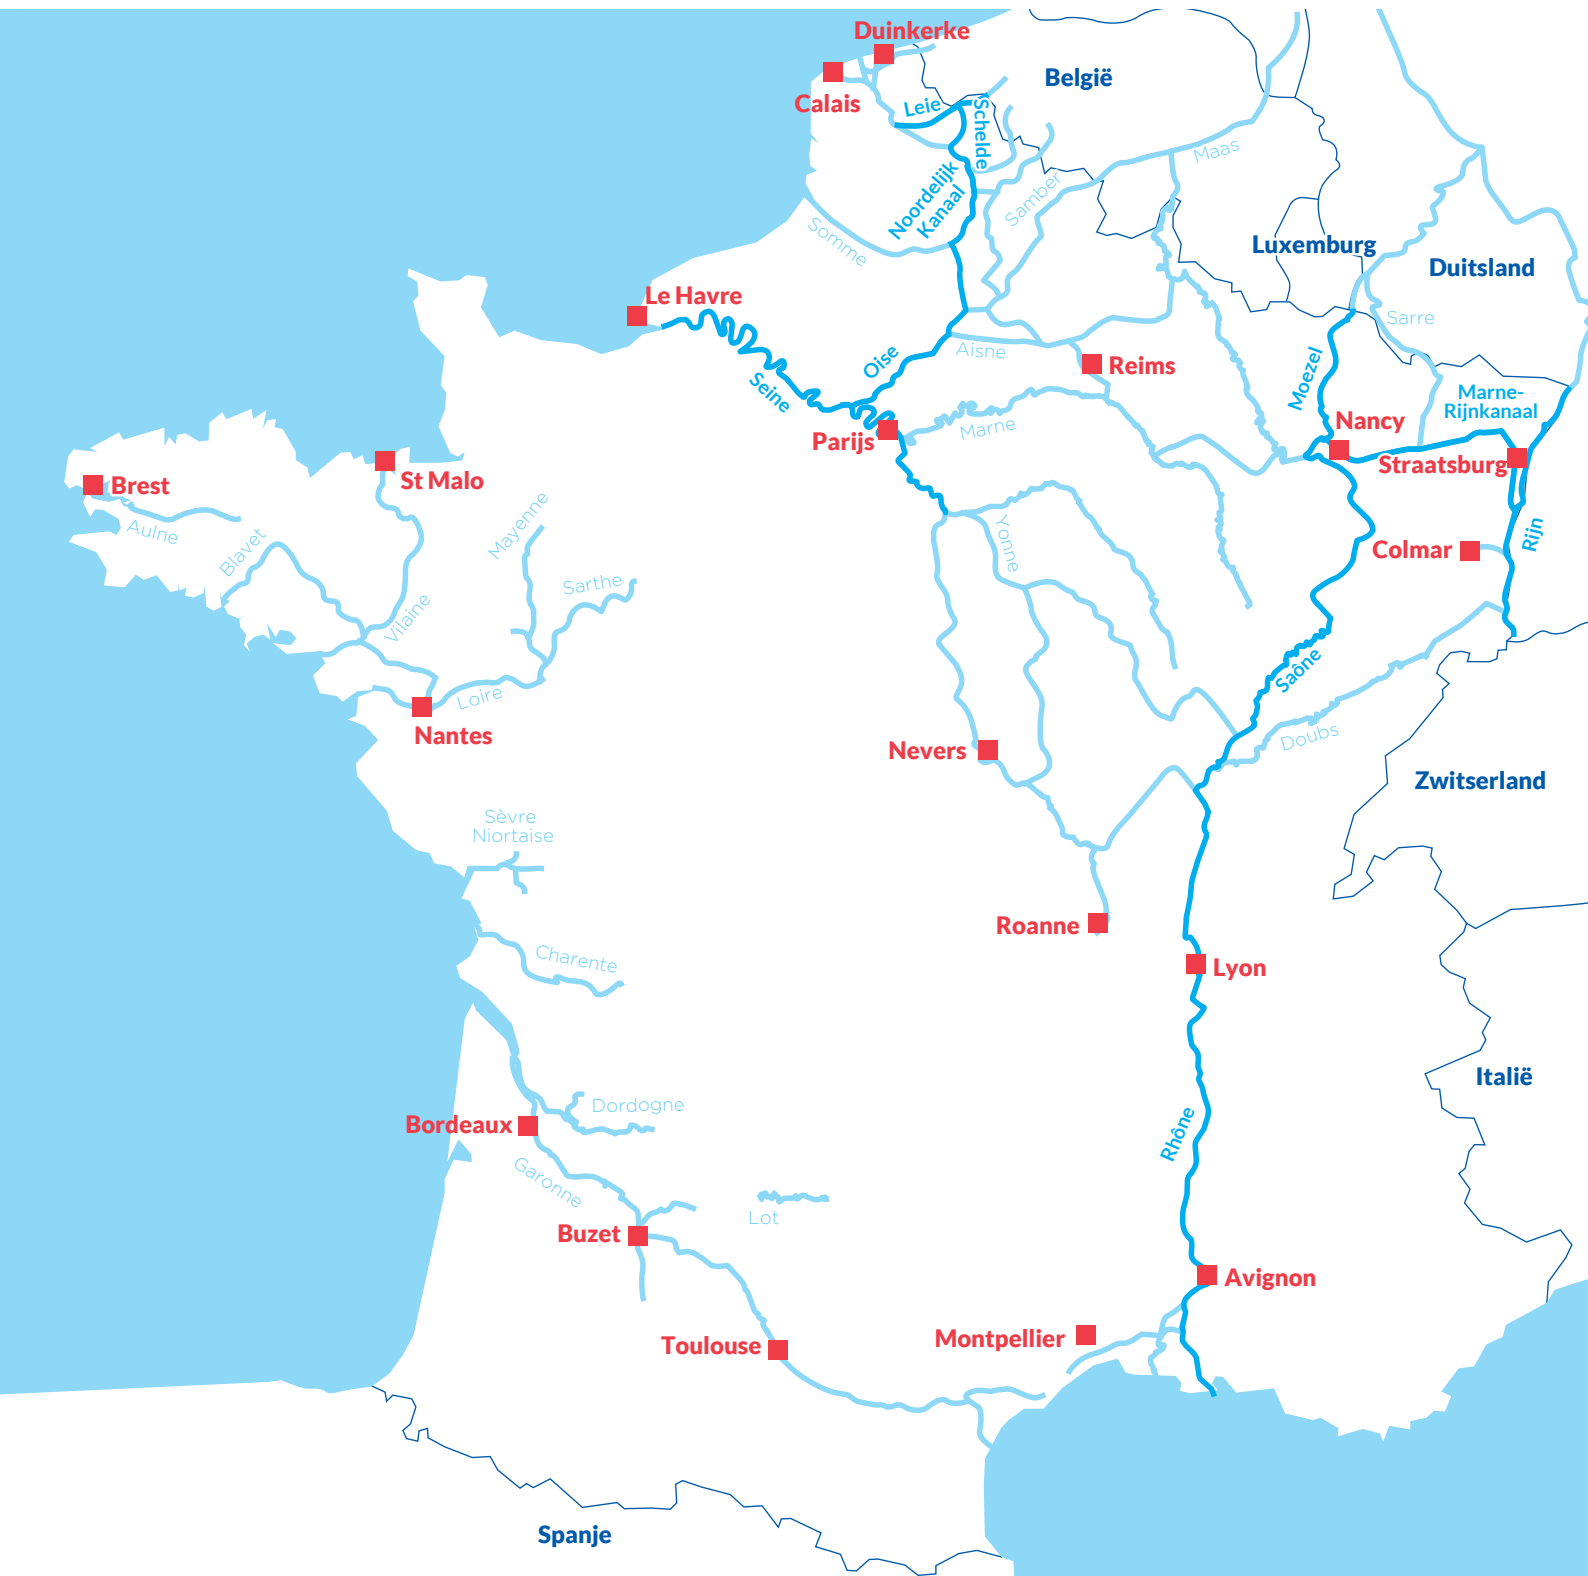 Duinkerke
België
Calais
Leie
Schelde
Maas
Noordelijk
Kanaal
Samber
Somme
Luxemburg
Duitsland
Le Havre
Sarre
Oise
Aisne
Reims
Seine
Moezel
Marne-
Rijnkanaal
Marne
Nancy
Parijs
Straatsburg
St Malo
Brest
Aulne
Mayenne
Blavet
Yonne
Rijn
Colmar
Sarthe
Vilaine
Saône
Loire
Nantes
Doubs
Nevers
Zwitserland
Sèvre
Niortaise
Roanne
Charente
Lyon
Italië
Dordogne
Bordeaux
Rhône
Garonne
Lot
Buzet
Avignon
Montpellier
Toulouse
Spanje